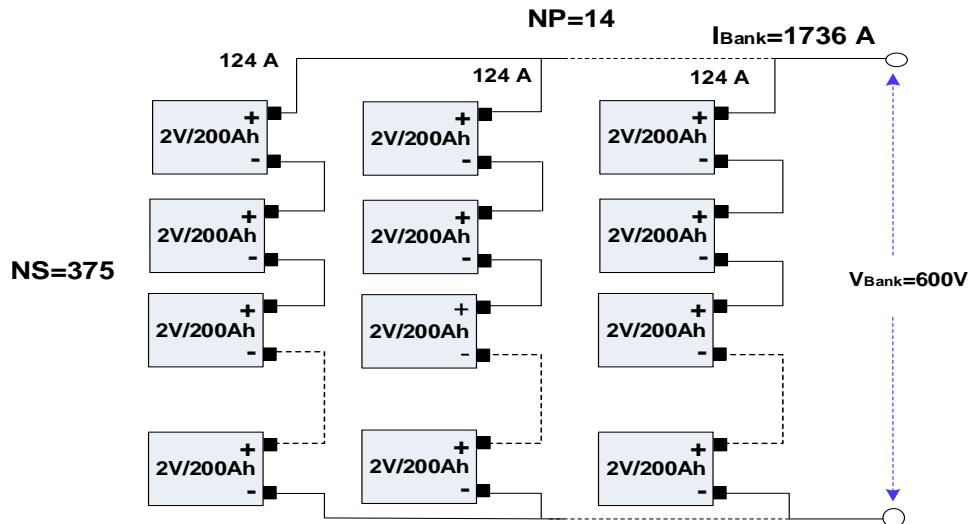 NP=14
IBank=1736 A
124 A
124 A
124 A
+
2V/200Ah
-
+
2V/200Ah
-
+
2V/200Ah
-
+
2V/200Ah
-
+
2V/200Ah
-
+
2V/200Ah
-
NS=375
VBank=600V
+
2V/200Ah
-
+
2V/200Ah
-
+
2V/200Ah
-
+
2V/200Ah
-
+
2V/200Ah
-
+
2V/200Ah
-